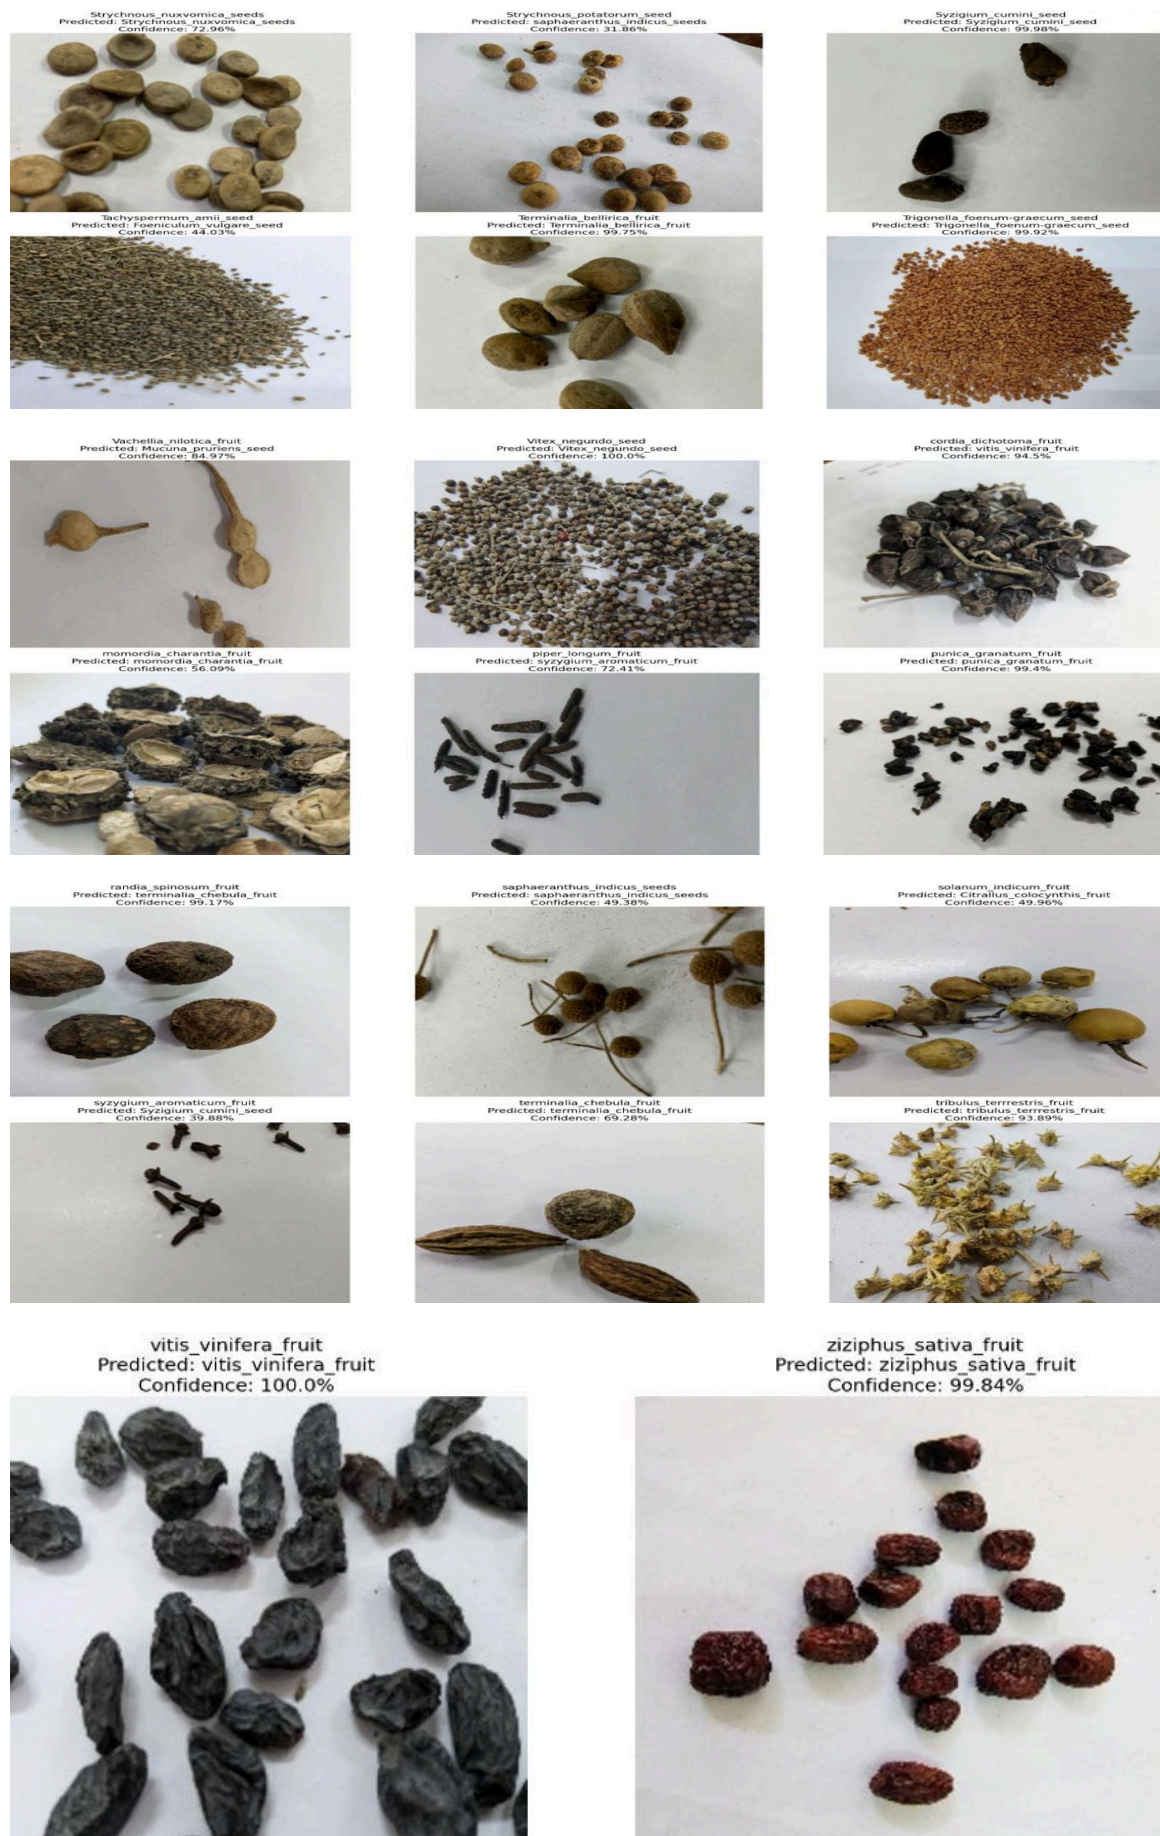 Strychnous_nuxvomica_seeds
Predicted: Strychnous_nuxvomica_seeds
Confidence: 72.96%
Strychnous_potatorum_seed
Predicted: saphaeranthus_indicus_seeds
Confidence: 31.86%
Syzigium_cumini_seed
Predicted: Syzigium_cumini_seed
Confidence: 99.98%
Tachyspermum_amii_seed
Predicted: Foeniculum_vulgare_seed
Confidence: 44.03%
Terminalia_bellirica_fruit
Predicted: Terminalia_bellirica_fruit
Confidence: 99.75%
Trigonella_foenum-graecum_seed
Predicted: Trigonella_foenum-graecum_seed
Confidence: 99.92%
Vachellia_nilotica_fruit
Predicted: Mucuna_pruriens_seed
Confidence: 84.97%
Vitex_negundo_seed
Predicted: Vitex_negundo_seed
Confidence: 100.0%
cordia_dichotoma_fruit
Predicted: vitis_vinifera_fruit
Confidence: 94.5%
momordia_charantia_fruit
Predicted: momordia_charantia_fruit
Confidence: 56.09%
piper_longum_fruit
Predicted: syzygium_aromaticum_fruit
Confidence: 72.41%
punica_granatum_fruit
Predicted: punica_granatum_fruit
Confidence: 99.4%
randia_spinosum_fruit
Predicted: terminalia_chebula_fruit
Confidence: 99.17%
saphaeranthus_indicus_seeds
Predicted: saphaeranthus_indicus_seeds
Confidence: 49.38%
solanum_indicum_fruit
Predicted: Citrallus_colocynthis_fruit
Confidence: 49.96%
syzygium_aromaticum_fruit
Predicted: Syzigium_cumini_seed
Confidence: 39.88%
terminalia_chebula_fruit
Predicted: terminalia_chebula_fruit
Confidence: 69.28%
tribulus_terrrestris_fruit
Predicted: tribulus_terrrestris_fruit
Confidence: 93.89%
vitis_vinifera_fruit
Predicted: vitis_vinifera_fruit
Confidence: 100.0%
ziziphus_sativa_fruit
Predicted: ziziphus_sativa_fruit
Confidence: 99.84%